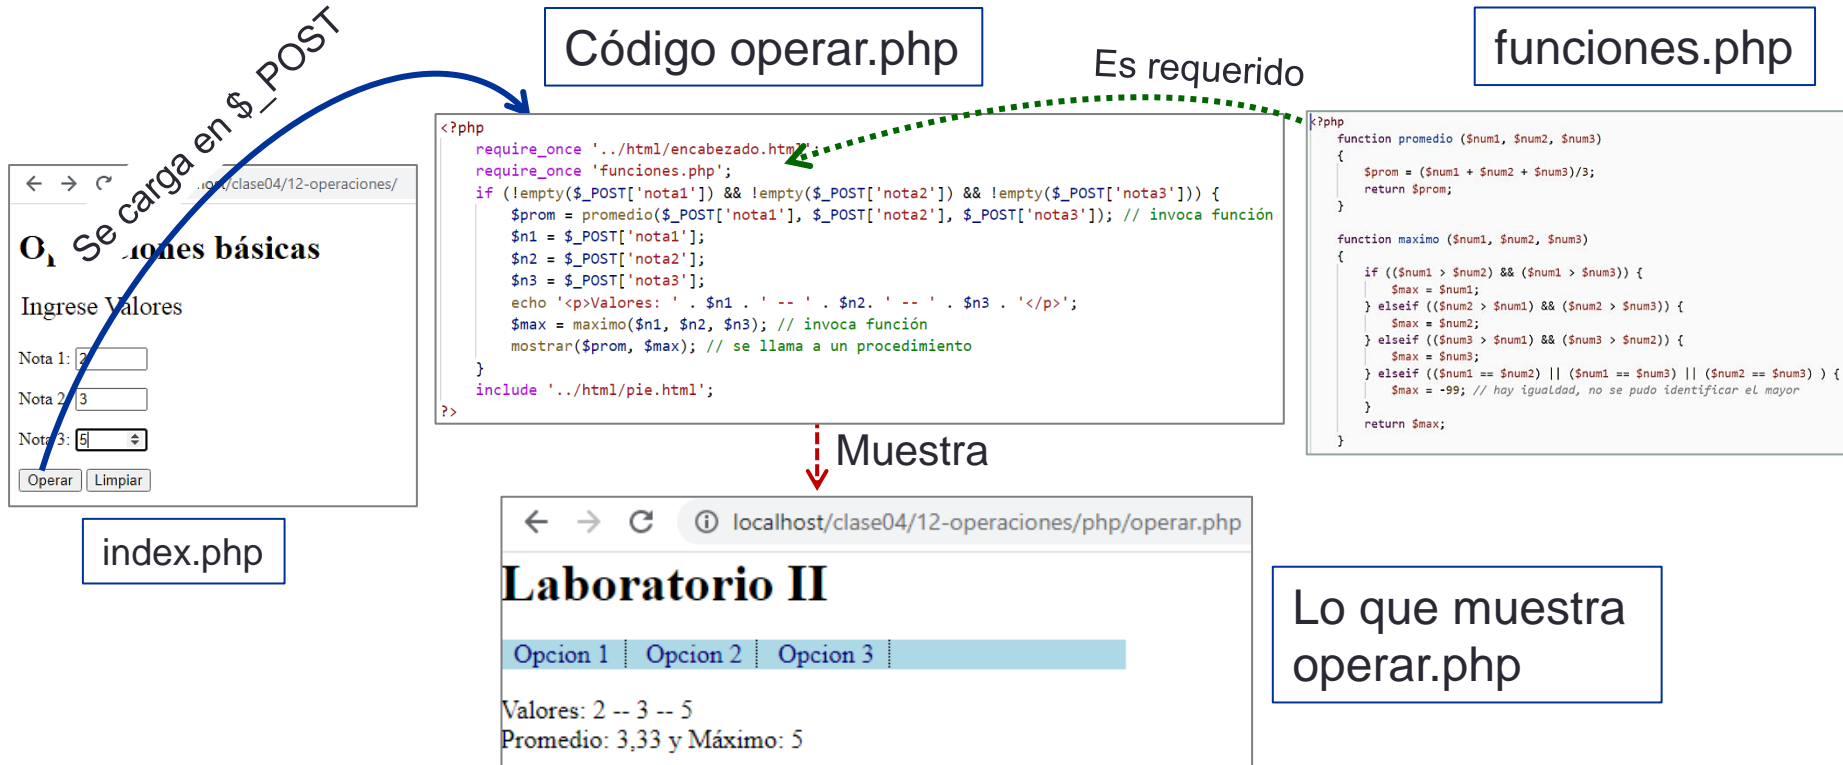 Se carga en $_POST
Código operar.php
Es requerido
funciones.php
/clase04/12-operaciones/
básicas
Ingrese Valores
Nota 1: 2
Nota 2: 3
Nota 3: 5
Operar Limpiar
index.php
<?php
require_once '../html/encabezado.html';
require_once 'funciones.php';
if (!empty($_POST['nota1']) && !empty($_POST['nota2']) && !empty($_POST['nota3'])) {
$prom = promedio($_POST['nota1'], $_POST['nota2'], $_POST['nota3']); // invoca función
$n1 = $_POST['nota1'];
$n2 = $_POST['nota2'];
$n3 = $_POST['nota3'];
echo '<p>Valores: ' . $n1 . ' -- ' . $n2. ' -- ' . $n3 . '</p>';
$max = maximo($n1, $n2, $n3); // invoca función
mostrar($prom, $max); // se llama a un procedimiento
}
include '../html/pie.html';
?>
<?php
function promedio ($num1, $num2, $num3)
{
$prom = ($num1 + $num2 + $num3)/3;
return $prom;
}
function maximo ($num1, $num2, $num3)
{
if (($num1 > $num2) && ($num1 > $num3)) {
$max = $num1;
} elseif (($num2 > $num1) && ($num2 > $num3)) {
$max = $num2;
} elseif (($num3 > $num1) && ($num3 > $num2)) {
$max = $num3;
} elseif (($num1 == $num2) || ($num1 == $num3) || ($num2 == $num3) ) {
$max = -99; // hay igualdad, no se pudo identificar el mayor
}
return $max;
}
Muestra
localhost/clase04/12-operaciones/php/operar.php
Laboratorio II
Opcion 1 Opcion 2 Opcion 3
Valores: 2 -- 3 -- 5
Promedio: 3,33 y Máximo: 5
Lo que muestra
operar.php